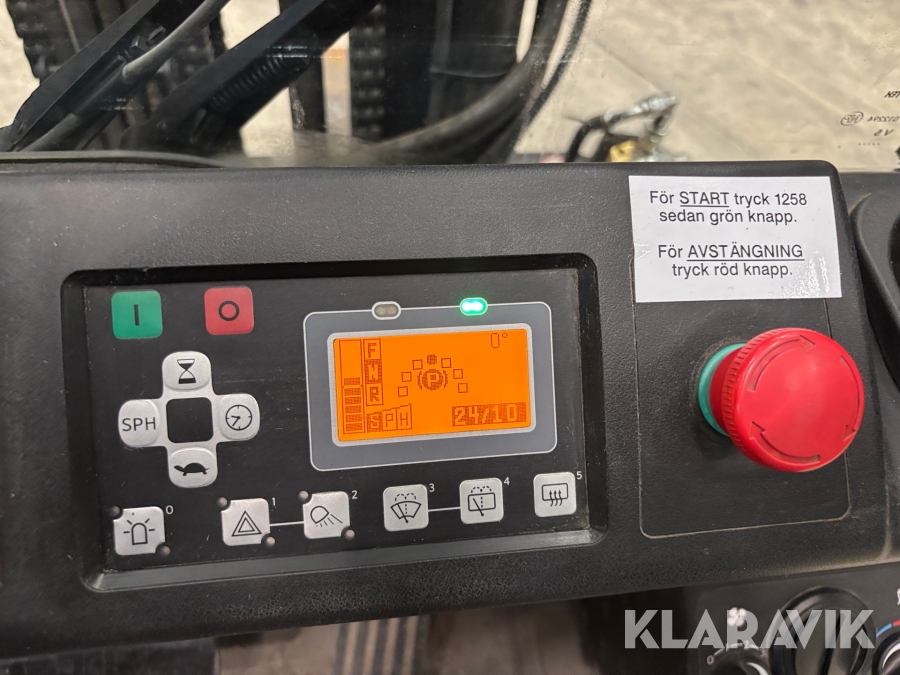 För START tryck 1258
sedan grön knapp.
För AVSTÄNGNING
tryck röd knapp.
I
O
SPH
F
N
R
P
0°
SPH
24/10
0
1
2
3
4
5
KLARAVIK